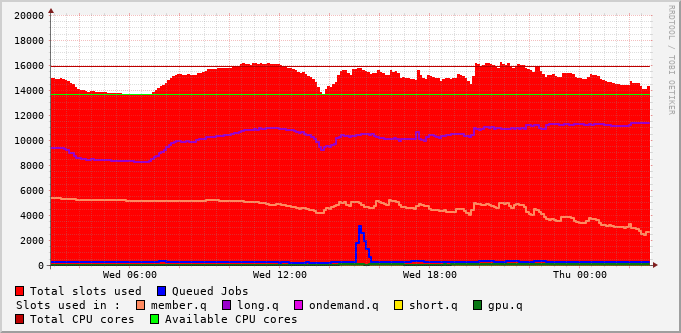 RRDTOOL / TOBI OETIKER
20000
18000
16000
14000
12000
10000
8000
6000
4000
2000
0
Wed 06:00 Wed 12:00 Wed 18:00 Thu 00:00
Total slots used Queued Jobs
Slots used in : member.q long.q ondemand.q short.q gpu.q
Total CPU cores Available CPU cores